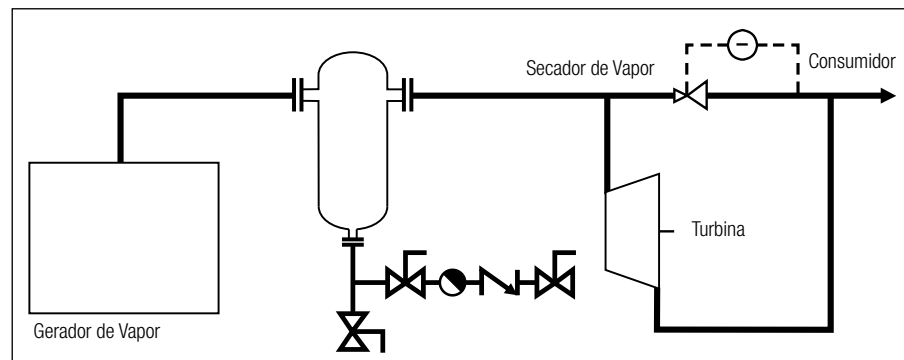 Secador de Vapor
Consumidor
Turbina
Gerador de Vapor